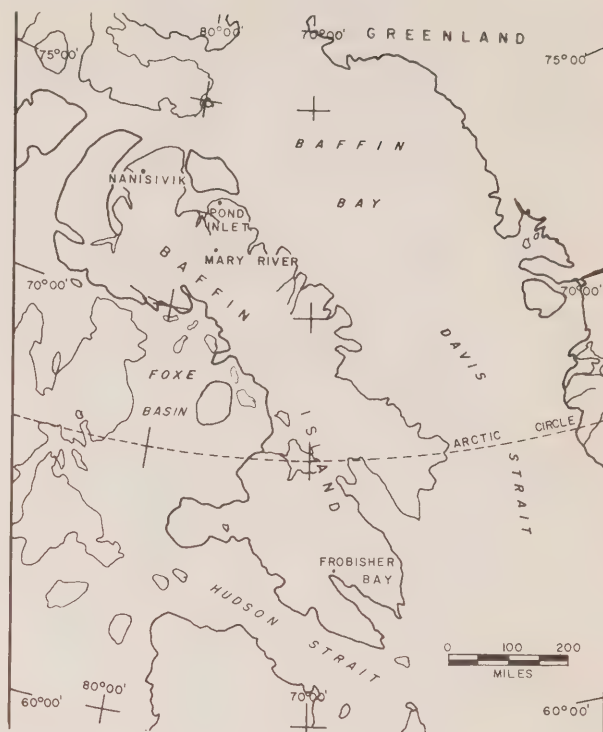 80°00'
70°00'
GREENLAND
75°00'
75°00'
BAFFIN
BAY
NANISIVIK
POND
INLET
MARY RIVER
BAFFIN
ISLAND
70°00'
70°00'
DAVIS
STRAIT
FOXE
BASIN
ARCTIC CIRCLE
FROBISHER
BAY
HUDSON
STRAIT
0 100 200
MILES
60°00'
80°00'
70°00'
60°00'